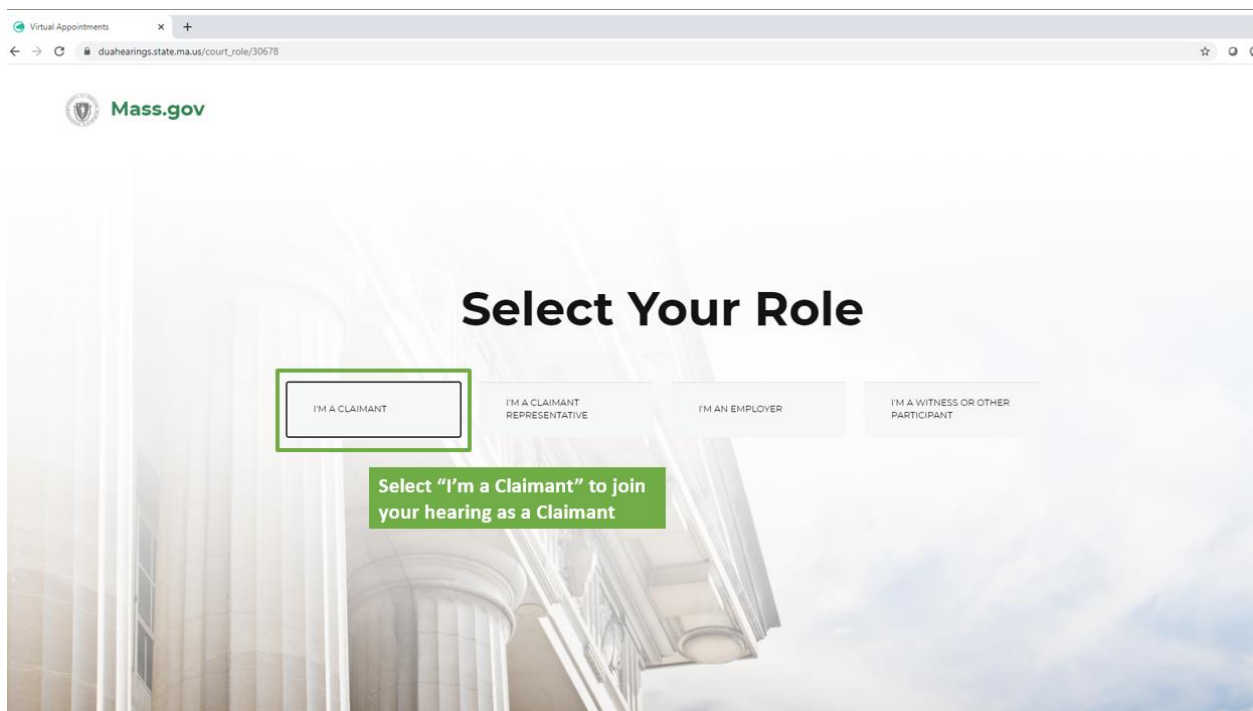 Virtual Appointments
duahearings.state.ma.us/court_role/30678
Mass.gov
Select Your Role
I'M A CLAIMANT
I'M A CLAIMANT
REPRESENTATIVE
I'M AN EMPLOYER
I'M A WITNESS OR OTHER
PARTICIPANT
Select “I’m a Claimant” to join
your hearing as a Claimant